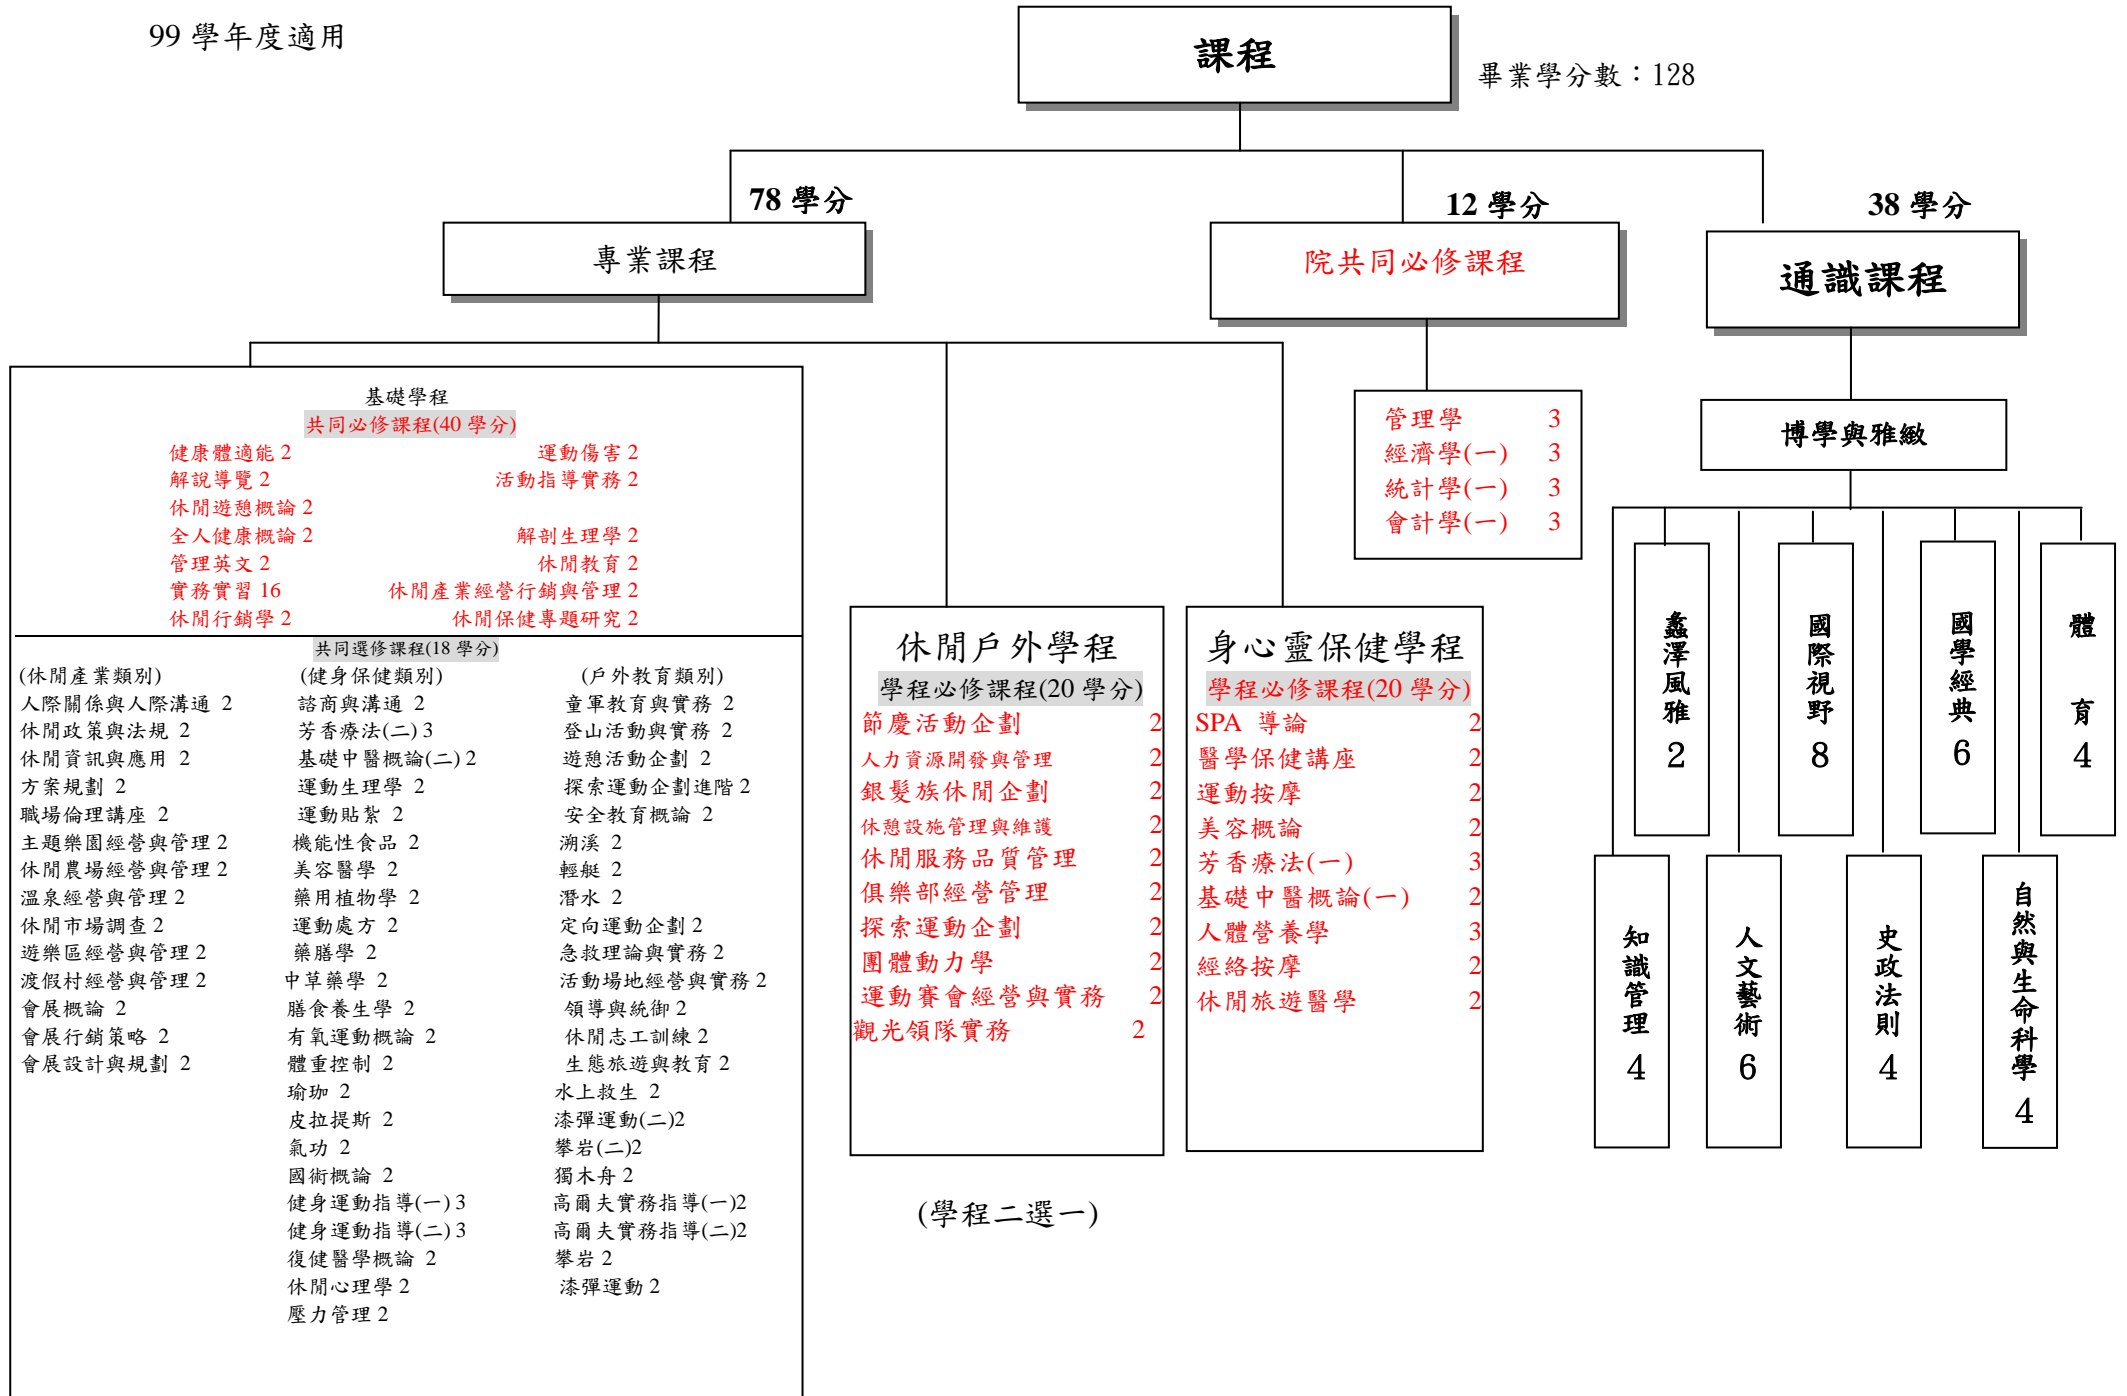 99 學年度適用
課程
畢業學分數：128
78 學分
12 學分
38 學分
專業課程
院共同必修課程
通識課程
基礎學程
共同必修課程(40 學分)
健康體適能 2 運動傷害 2
解說導覽 2 活動指導實務 2
休閒遊憩概論 2
全人健康概論 2 解剖生理學 2
管理英文 2 休閒教育 2
實務實習 16 休閒產業經營行銷與管理 2
休閒行銷學 2 休閒保健專題研究 2
共同選修課程(18 學分)
(休閒產業類別)
人際關係與人際溝通 2
休閒政策與法規 2
休閒資訊與應用 2
方案規劃 2
職場倫理講座 2
主題樂園經營與管理 2
休閒農場經營與管理 2
溫泉經營與管理 2
休閒市場調查 2
遊樂區經營與管理 2
渡假村經營與管理 2
會展概論 2
會展行銷策略 2
會展設計與規劃 2
(健身保健類別)
諮商與溝通 2
芳香療法(二) 3
基礎中醫概論(二) 2
運動生理學 2
運動貼紮 2
機能性食品 2
美容醫學 2
藥用植物學 2
運動處方 2
藥膳學 2
中草藥學 2
膳食養生學 2
有氧運動概論 2
體重控制 2
瑜珈 2
皮拉提斯 2
氣功 2
國術概論 2
健身運動指導(一) 3
健身運動指導(二) 3
復健醫學概論 2
休閒心理學 2
壓力管理 2
(戶外教育類別)
童軍教育與實務 2
登山活動與實務 2
遊憩活動企劃 2
探索運動企劃進階 2
安全教育概論 2
溯溪 2
輕艇 2
潛水 2
定向運動企劃 2
急救理論與實務 2
活動場地經營與實務 2
領導與統御 2
休閒志工訓練 2
生態旅遊與教育 2
水上救生 2
漆彈運動(二)2
攀岩(二)2
獨木舟 2
高爾夫實務指導(一)2
高爾夫實務指導(二)2
攀岩 2
漆彈運動 2
休閒戶外學程
學程必修課程(20 學分)
節慶活動企劃 2
人力資源開發與管理 2
銀髮族休閒企劃 2
休憩設施管理與維護 2
休閒服務品質管理 2
俱樂部經營管理 2
探索運動企劃 2
團體動力學 2
運動賽會經營與實務 2
觀光領隊實務 2
身心靈保健學程
學程必修課程(20 學分)
SPA 導論 2
醫學保健講座 2
運動按摩 2
美容概論 2
芳香療法(一) 3
基礎中醫概論(一) 2
人體營養學 3
經絡按摩 2
休閒旅遊醫學 2
(學程二選一)
管理學 3
經濟學(一) 3
統計學(一) 3
會計學(一) 3
博學與雅緻
蠡澤風雅 2
國際視野 8
國學經典 6
體 育 4
知識管理 4
人文藝術 6
史政法則 4
自然與生命科學 4